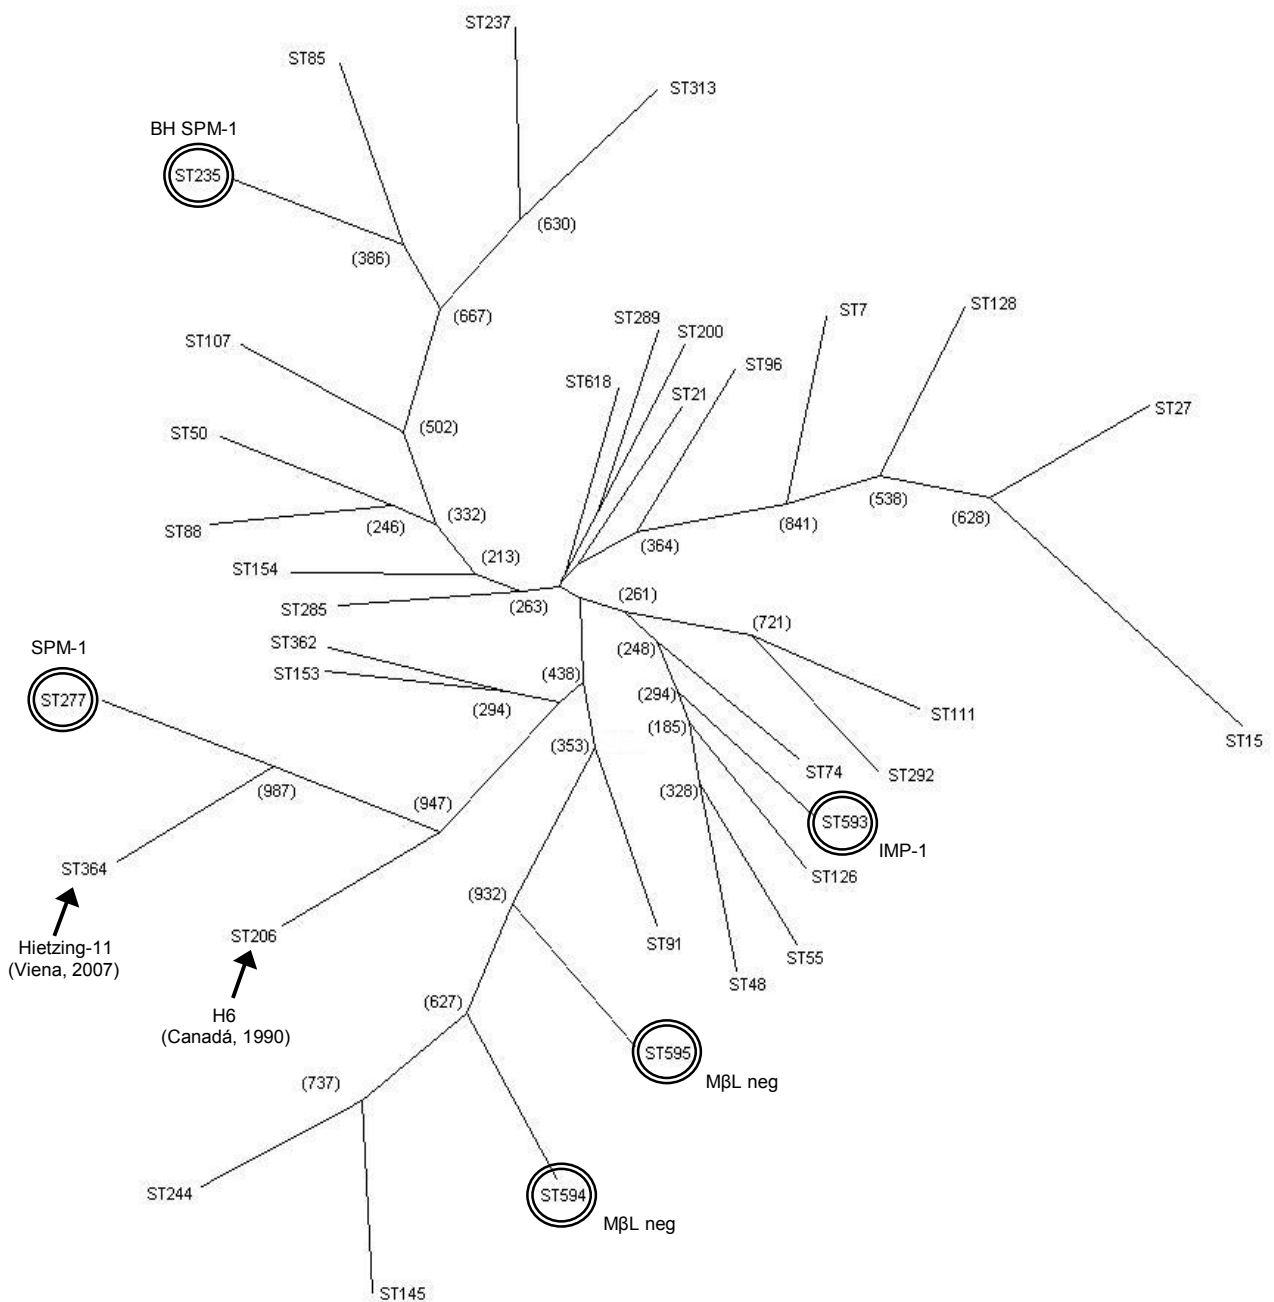 ST237
ST85
ST313
BH SPM-1
ST235
(630)
(386)
(667)
ST7
ST128
ST289
ST200
ST107
ST96
ST618
ST21
ST27
(502)
ST50
(538)
(628)
(841)
(246)
(332)
ST88
(364)
(213)
ST154
(263)
(261)
ST285
(721)
ST362
SPM-1
(248)
ST153
(438)
ST277
(294)
(294)
ST111
(185)
ST15
(353)
ST74
ST292
(987)
(328)
(947)
ST593
IMP-1
ST364
ST126
(932)
ST206
ST91
Hietzing-11
(Viena, 2007)
ST55
ST48
(627)
H6
(Canadá, 1990)
ST595
(737)
MβL neg
ST244
ST594
MβL neg
ST145